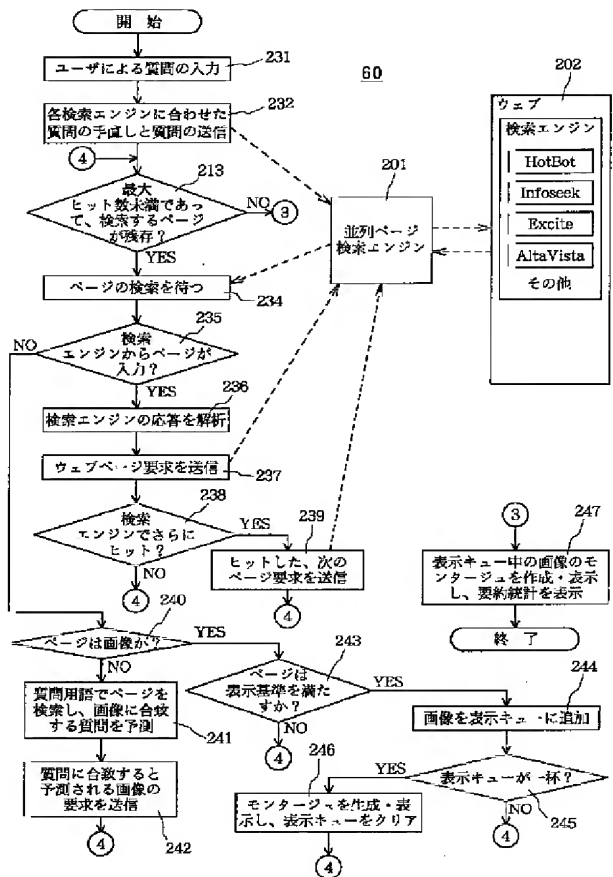 開 始
231
ユーザによる質問の入力
60
232
各検索エンジンに合わせた
質問の手直しと質問の送信
4
213
最大
ヒット数未満であっ
て、検索するページ
が残存？
NO
3
YES
201
並列ページ
検索エンジン
202
ウェブ
検索エンジン
HotBot
Infoseek
Excite
AltaVista
その他
ページの検索を待つ
234
235
検索
エンジンからページが
入力？
NO
YES
236
検索エンジンの応答を解析
ウェブページ要求を送信
237
238
検索
エンジンでさらに
ヒット？
YES
NO
4
239
ヒットした、次の
ページ要求を送信
4
3
247
表示キュー中の画像のモ
ンタージュを作成・表示
し、要約統計を表示
終 了
240
ページは画像か？
YES
NO
質問用語でページを
検索し、画像に合致
する質問を予測
241
質問に合致すると
予測される画像の
要求を送信
242
4
243
ページは
表示基準を満た
すか？
YES
NO
4
244
画像を表示キューに追加
表示キューが一杯？
245
YES
NO
4
246
モンタージュを生成・表
示し、表示キューをクリア
4